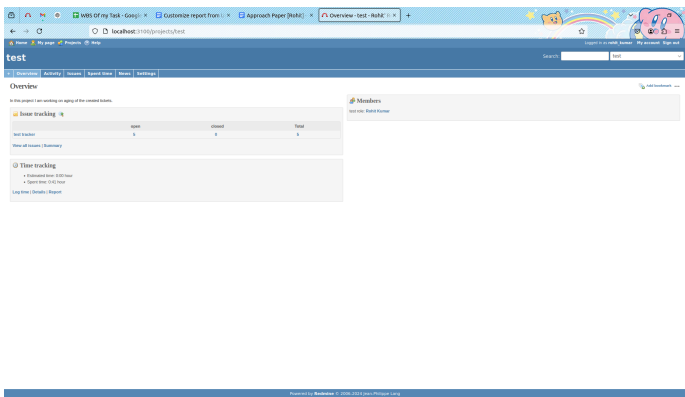 WBS Of my Task - Google
Customize report from U
Approach Paper [Rohit]
Overview - test - Rohit'
localhost:3100/projects/test
Home My page Projects Help
Logged in as rohit_kumar My account Sign out
test
Search:
test
+ Overview Activity Issues Spent time News Settings
Overview
Add bookmark
In this project I am working on aging of the created tickets.
Issue tracking
open closed Total
test tracker
View all issues | Summary
Time tracking
Estimated time: 0:00 hour
Spent time: 0:41 hour
Log time | Details | Report
Members
test role: Rohit Kumar
Powered by Redmine © 2006-2024 Jean-Philippe Lang